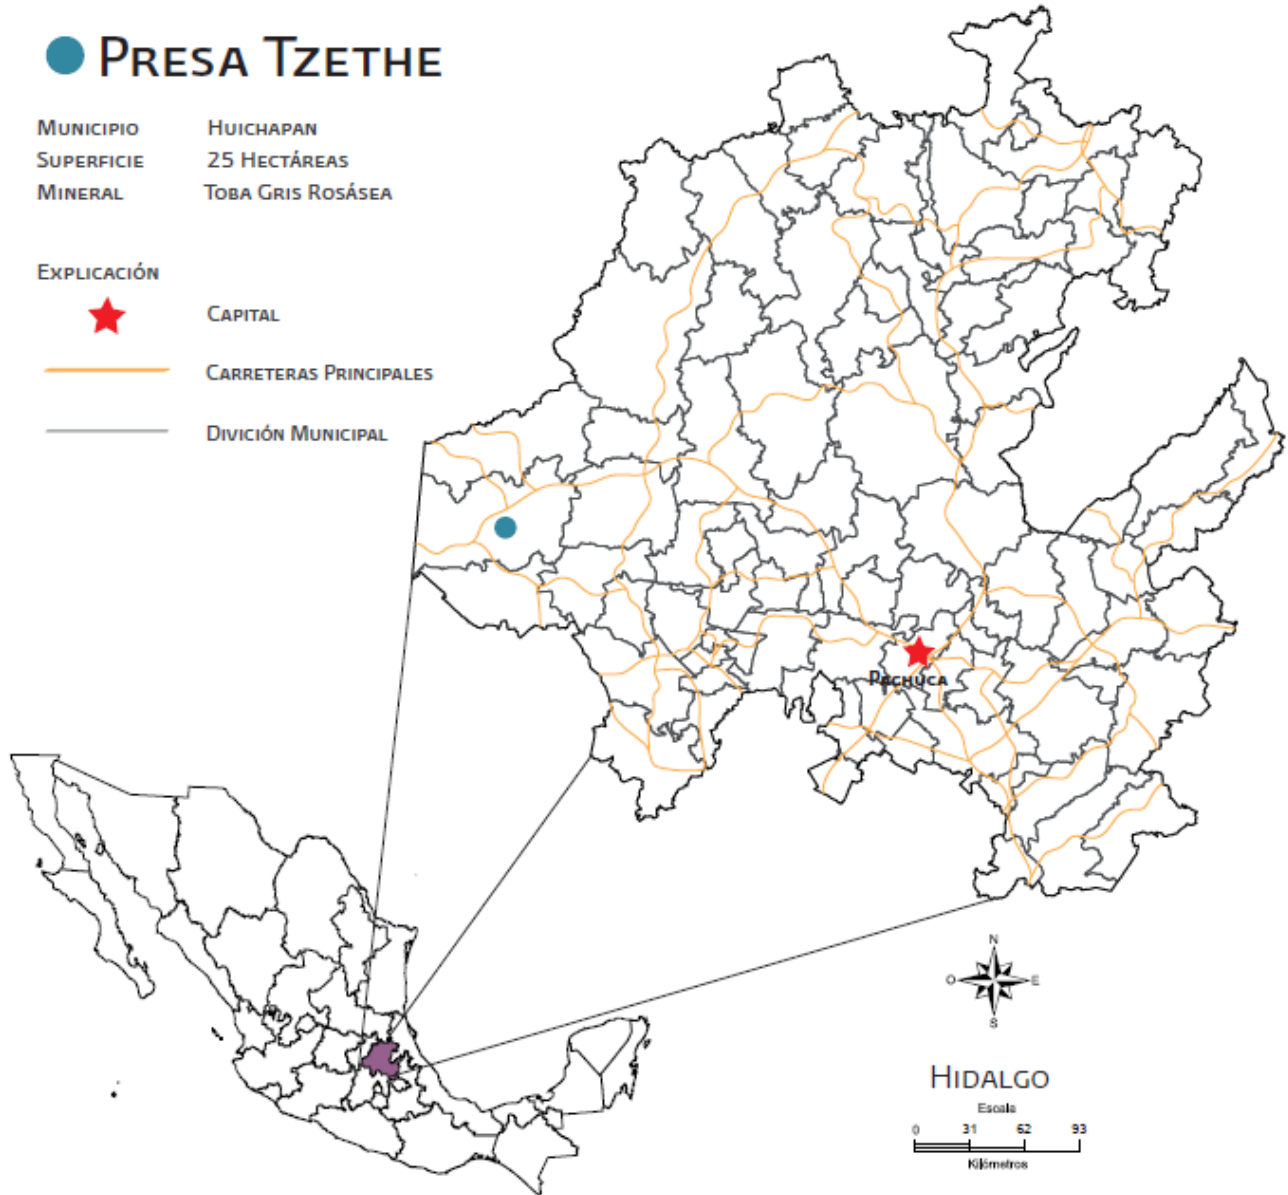 Presa Tzethe
Municipio Huichapan
Superficie 25 Hectáreas
Mineral Toba Gris Rosásea
Explicación
Capital
Carreteras Principales
Divición Municipal
Pachuca
N
O E
S
Hidalgo
Escala
0 31 62 93
Kilómetros